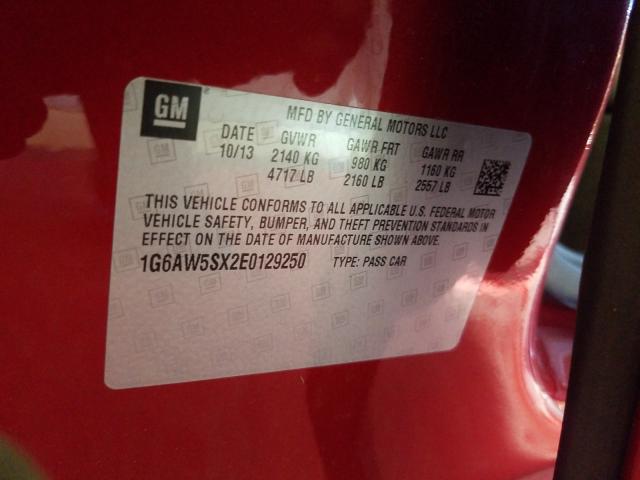 GM
MFD BY GENERAL MOTORS LLC
DATE GVWR GAWR FRT GAWR RR
10/13 2140 KG 980 KG 1160 KG
4717 LB 2160 LB 2557 LB
THIS VEHICLE CONFORMS TO ALL APPLICABLE U.S. FEDERAL MOTOR
VEHICLE SAFETY, BUMPER, AND THEFT PREVENTION STANDARDS IN
EFFECT ON THE DATE OF MANUFACTURE SHOWN ABOVE.
1G6AW5SX2E0129250 TYPE: PASS CAR